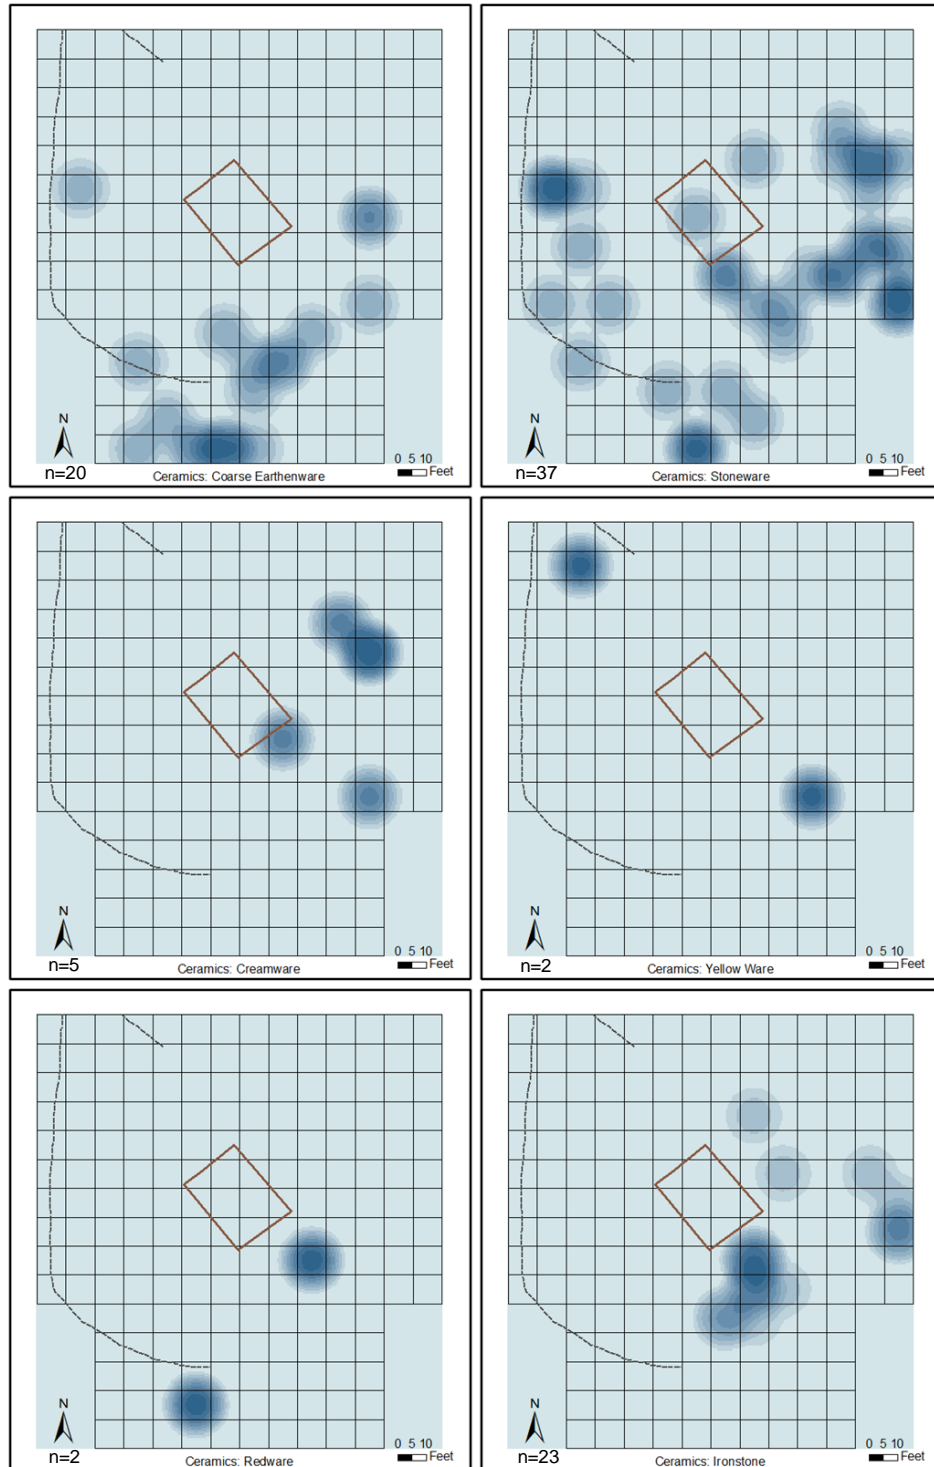 N
0 5 10
Feet
n=20
Ceramics: Coarse Earthenware
N
0 5 10
Feet
n=37
Ceramics: Stoneware
N
0 5 10
Feet
n=5
Ceramics: Creamware
N
0 5 10
Feet
n=2
Ceramics: Yellow Ware
N
0 5 10
Feet
n=2
Ceramics: Redware
N
0 5 10
Feet
n=23
Ceramics: Ironstone